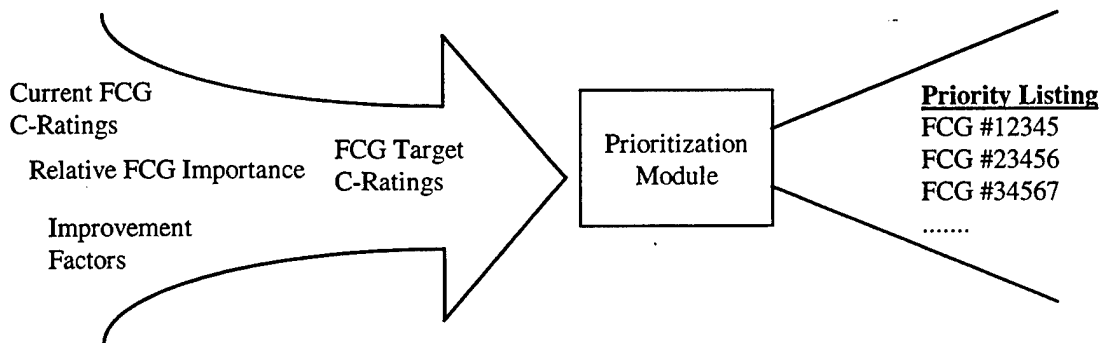 Current FCG
C-Ratings
Relative FCG Importance
Improvement
Factors
FCG Target
C-Ratings
Prioritization
Module
Priority Listing
FCG #12345
FCG #23456
FCG #34567
.......